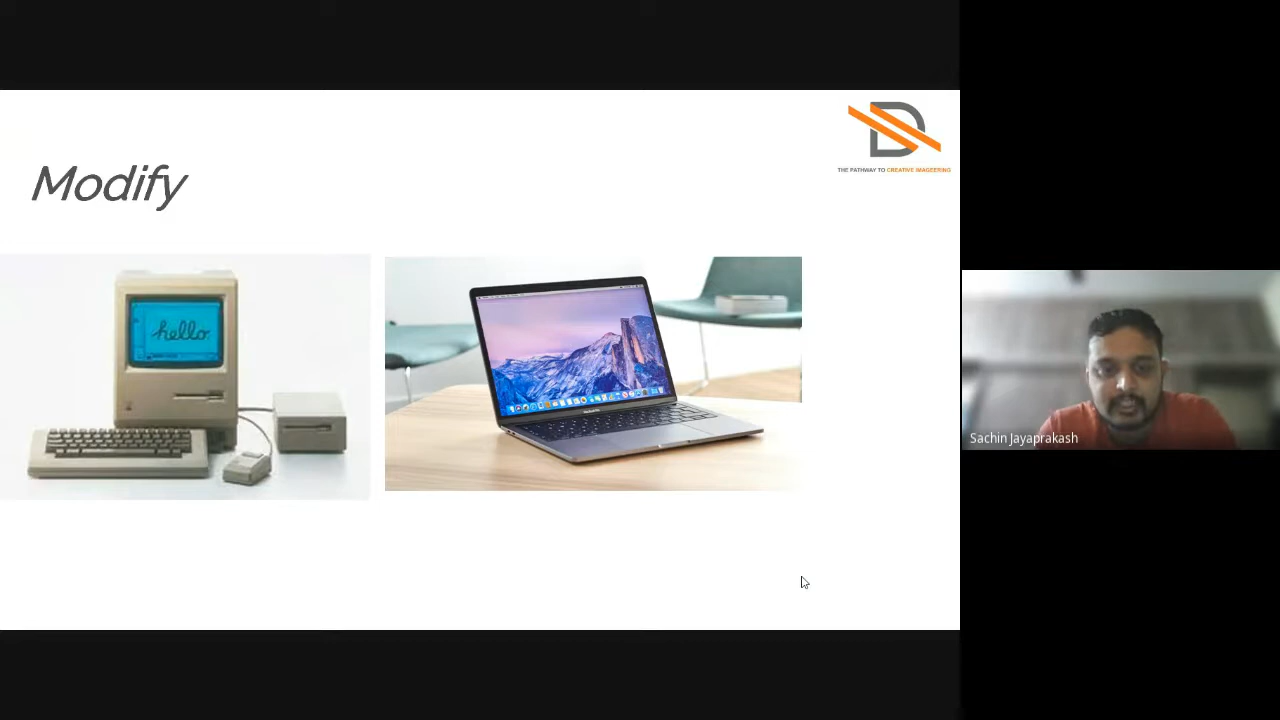 THE PATHWAY TO CREATIVE IMAGEERING
Modify
hello
Sachin Jayaprakash